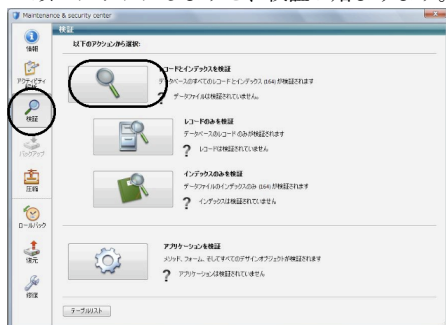 Maintenance & security center
情報
アクティビティ
検証
バックアップ
圧縮
ロールバック
復元
修復
検証
以下のアクションから選択:
レコードとインデックスを検証
データベースのすべてのレコードとインデックス (164) が検証されます
? データファイルは検証されていません。
レコードのみを検証
データベースのレコードのみが検証されます
? レコードは検証されていません
インデックスのみを検証
データファイルのインデックスのみ (164) が検証されます
? インデックスは検証されていません
アプリケーションを検証
メソッド、フォーム、そしてすべてのデザインオブジェクトが検証されます
? アプリケーションは検証されていません
テーブルリスト